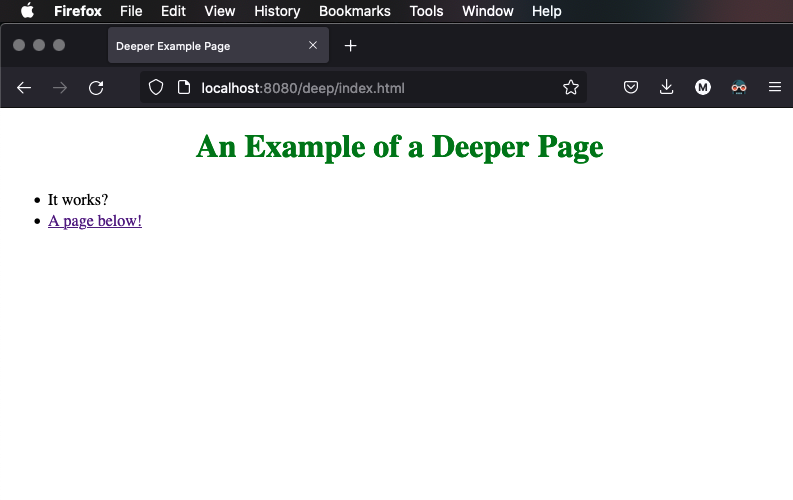 Firefox File Edit View History Bookmarks Tools Window Help
Deeper Example Page
localhost:8080/deep/index.html
M
An Example of a Deeper Page
It works?
A page below!